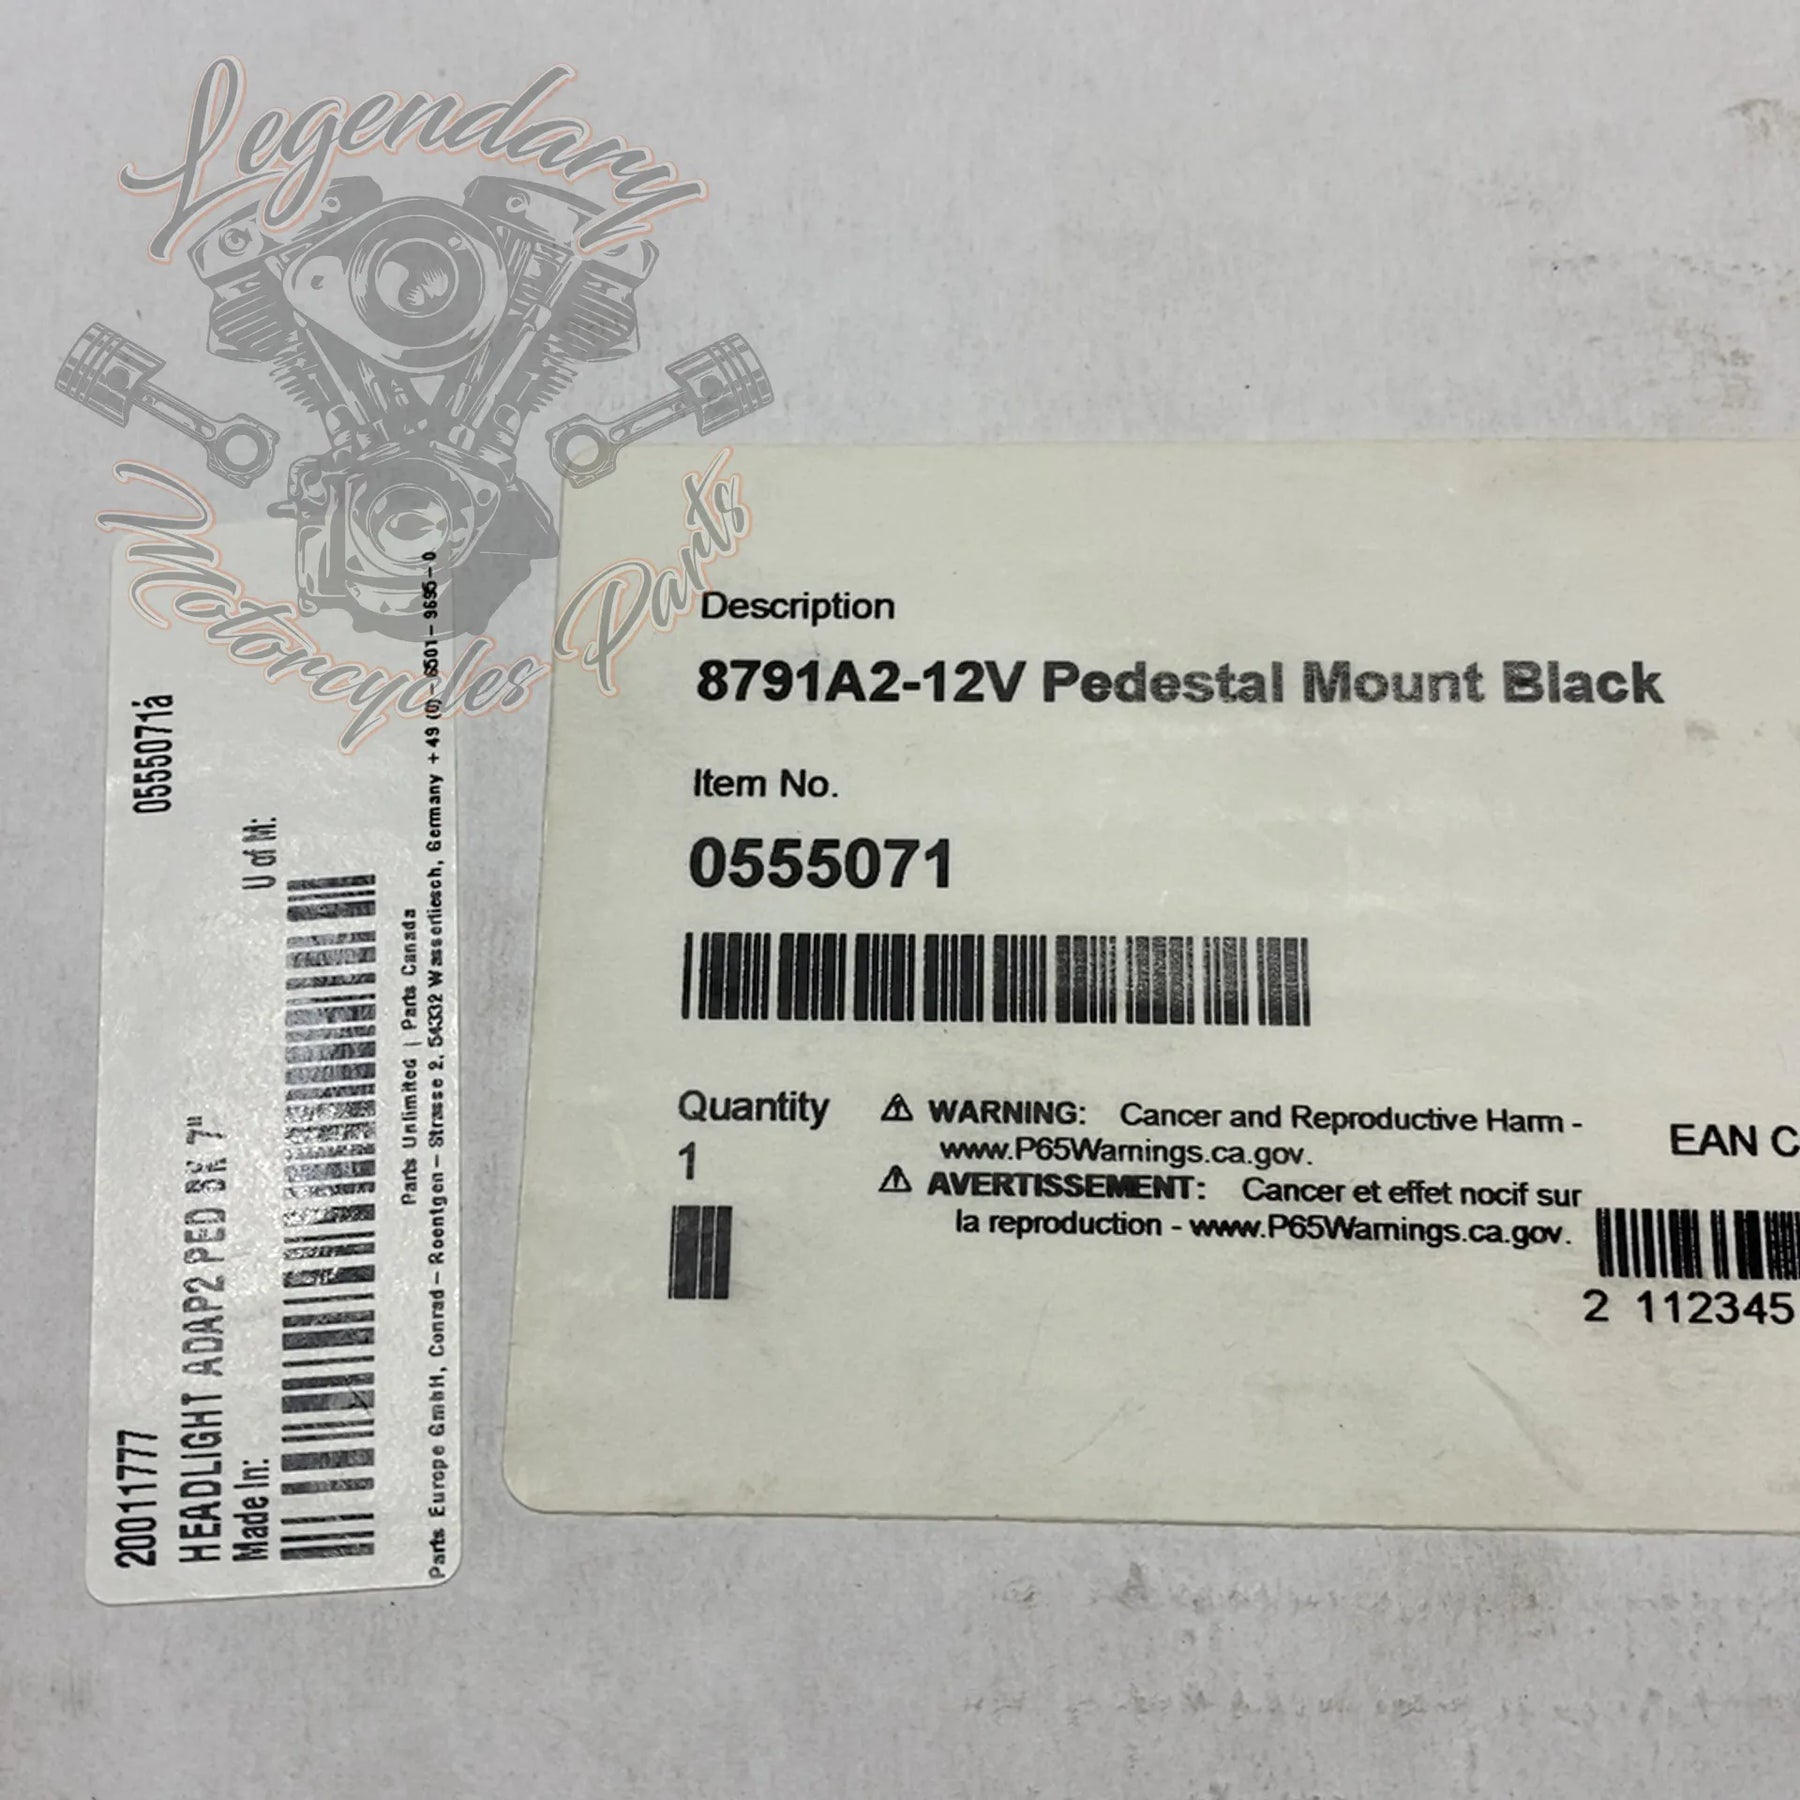 Legendary
Motorcycles Parts
Description
8791A2-12V Pedestal Mount Black
Item No.
0555071
Quantity
1
⚠ WARNING: Cancer and Reproductive Harm -
www.P65Warnings.ca.gov.
⚠ AVERTISSEMENT: Cancer et effet nocif sur
la reproduction - www.P65Warnings.ca.gov.
EAN C
2 112345
20011777 0555071á
HEADLIGHT ADAP2 PED BK 7"
Made In: U of M:
Parts Unlimited | Parts Canada
Parts Europe GmbH, Conrad - Roentgen - Strasse 2, 54332 Wasserliesch, Germany + 49 (0) - 6501 - 9695 - 0